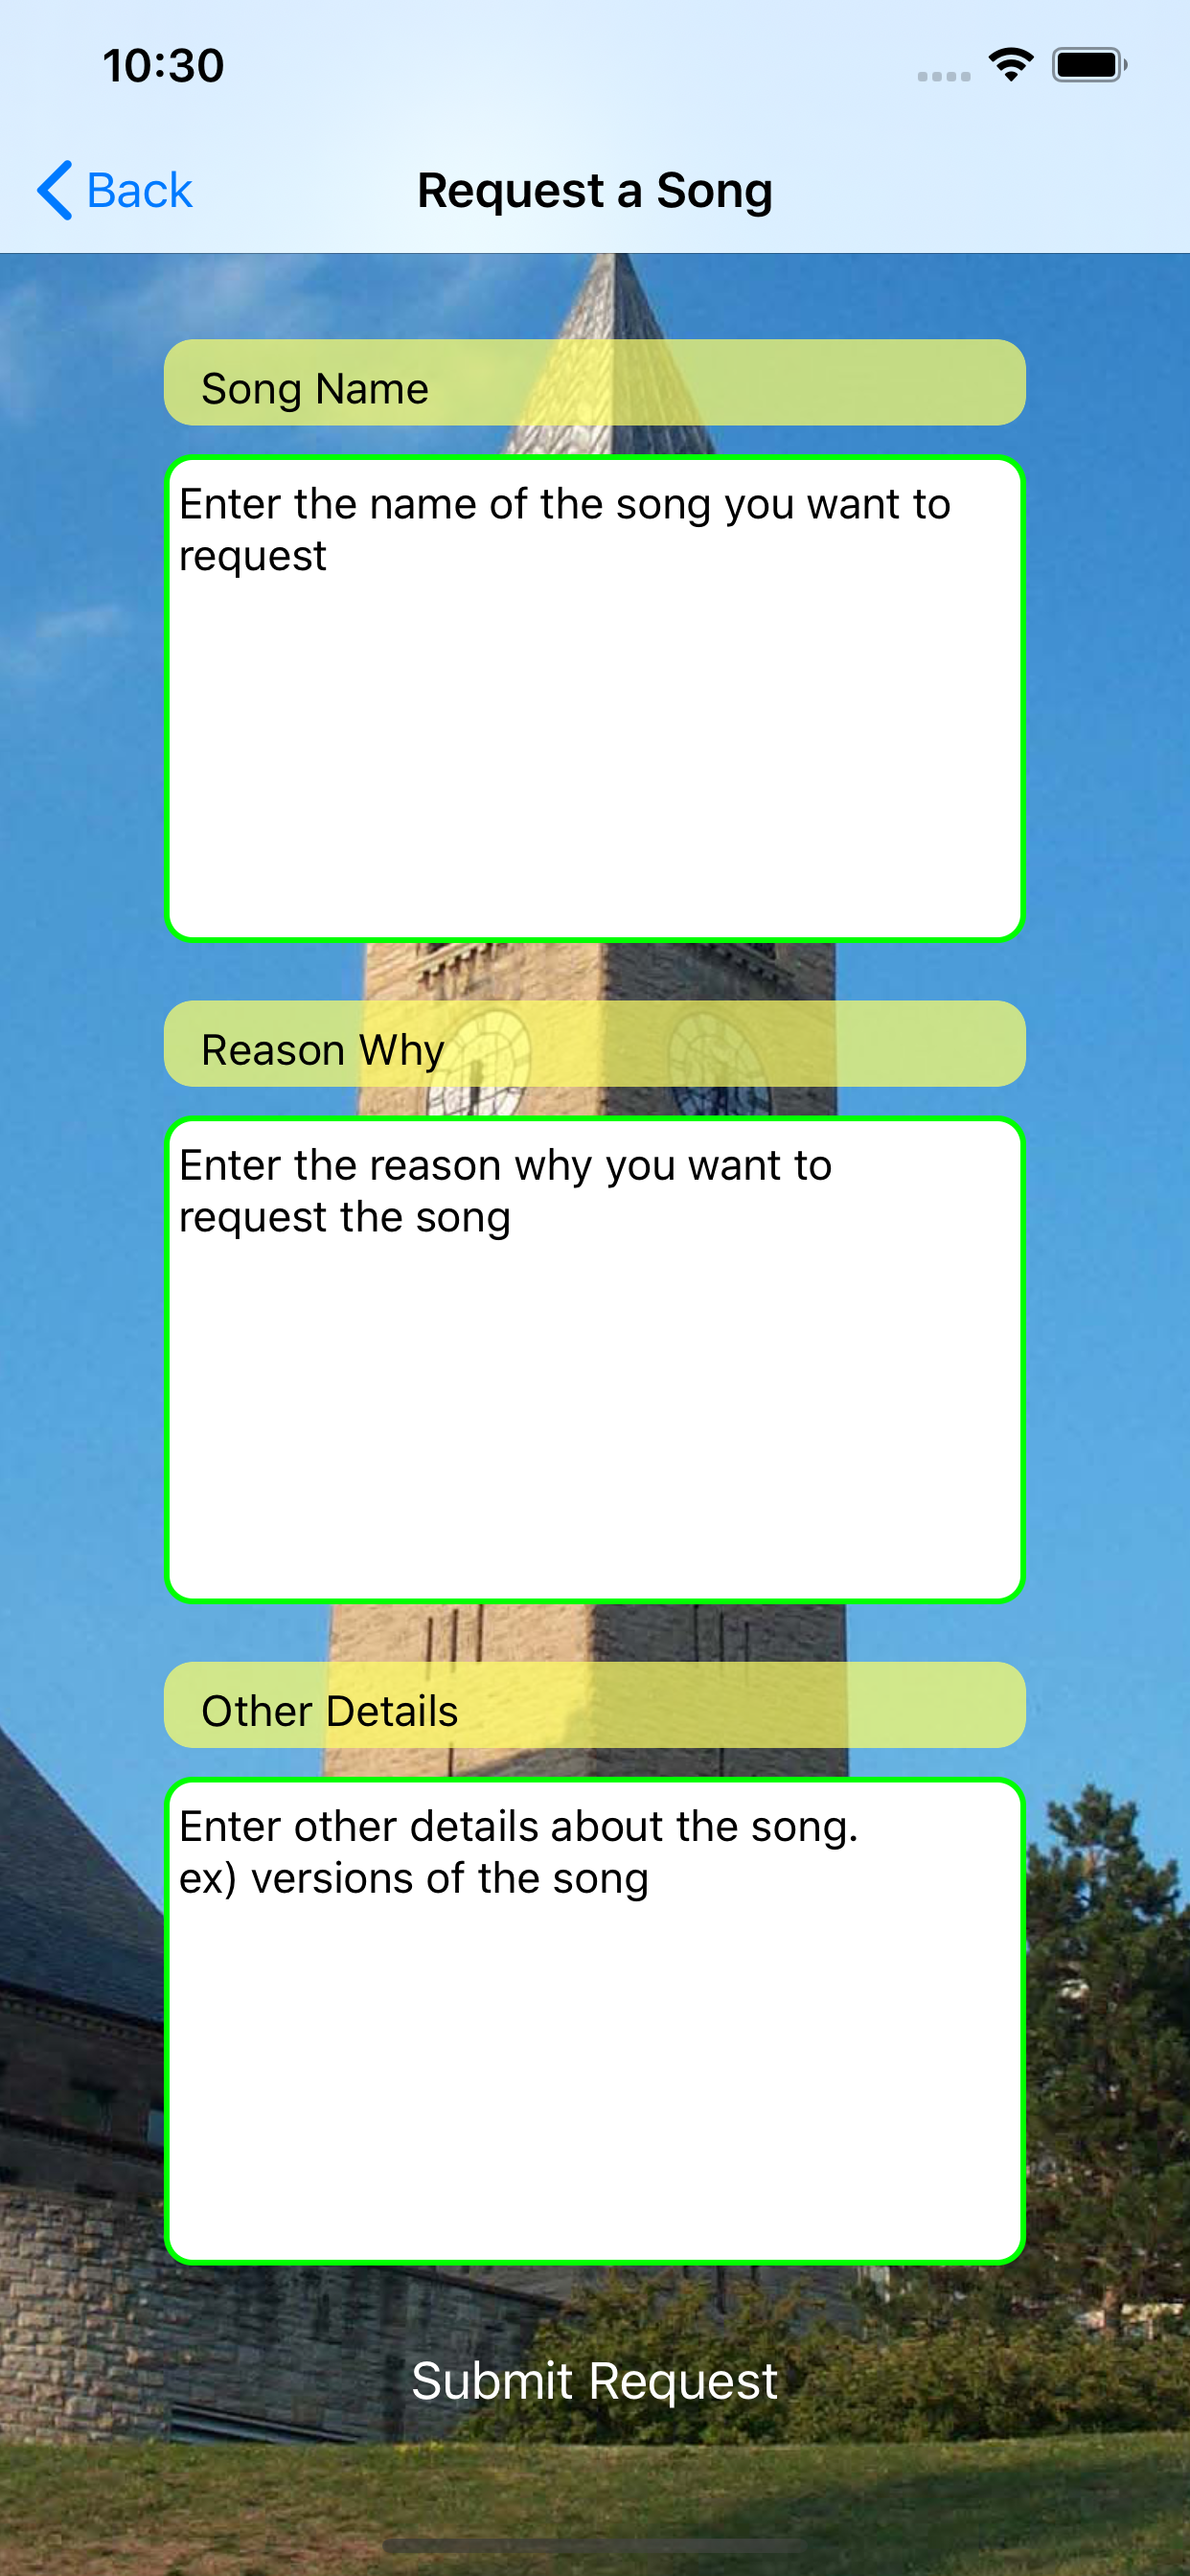 10:30
Back
Request a Song
Song Name
Enter the name of the song you want to
request
Reason Why
Enter the reason why you want to
request the song
Other Details
Enter other details about the song.
ex) versions of the song
Submit Request